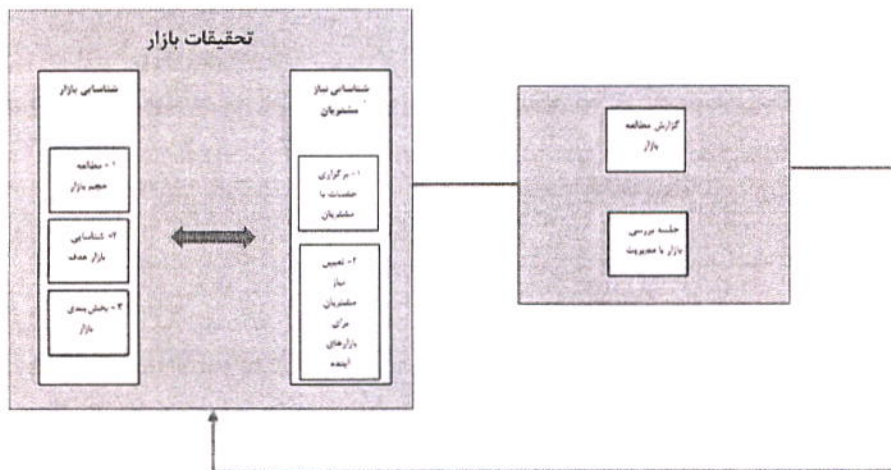 تحقیقات بازار
شناسایی نیاز
مشتریان
۱- برگزاری
جلسات با
مشتریان
۲- تعیین
نیاز
مشتریان
برای
بازارهای
آینده
شناسایی بازار
۱- مطالعه
حجم بازار
۲- شناسایی
بازار هدف
۳- بخش‌بندی
بازار
گزارش مطالعه
بازار
جلسه بررسی
بازار با مدیریت